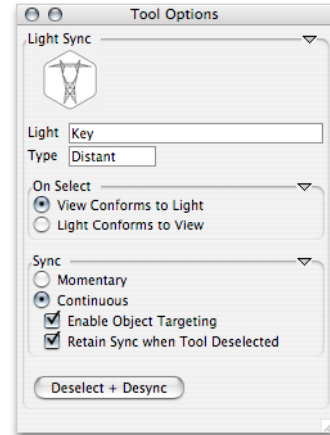 Tool Options
Light Sync
Light Key
Type Distant
On Select
View Conforms to Light
Light Conforms to View
Sync
Momentary
Continuous
Enable Object Targeting
Retain Sync when Tool Deselected
Deselect + Desync